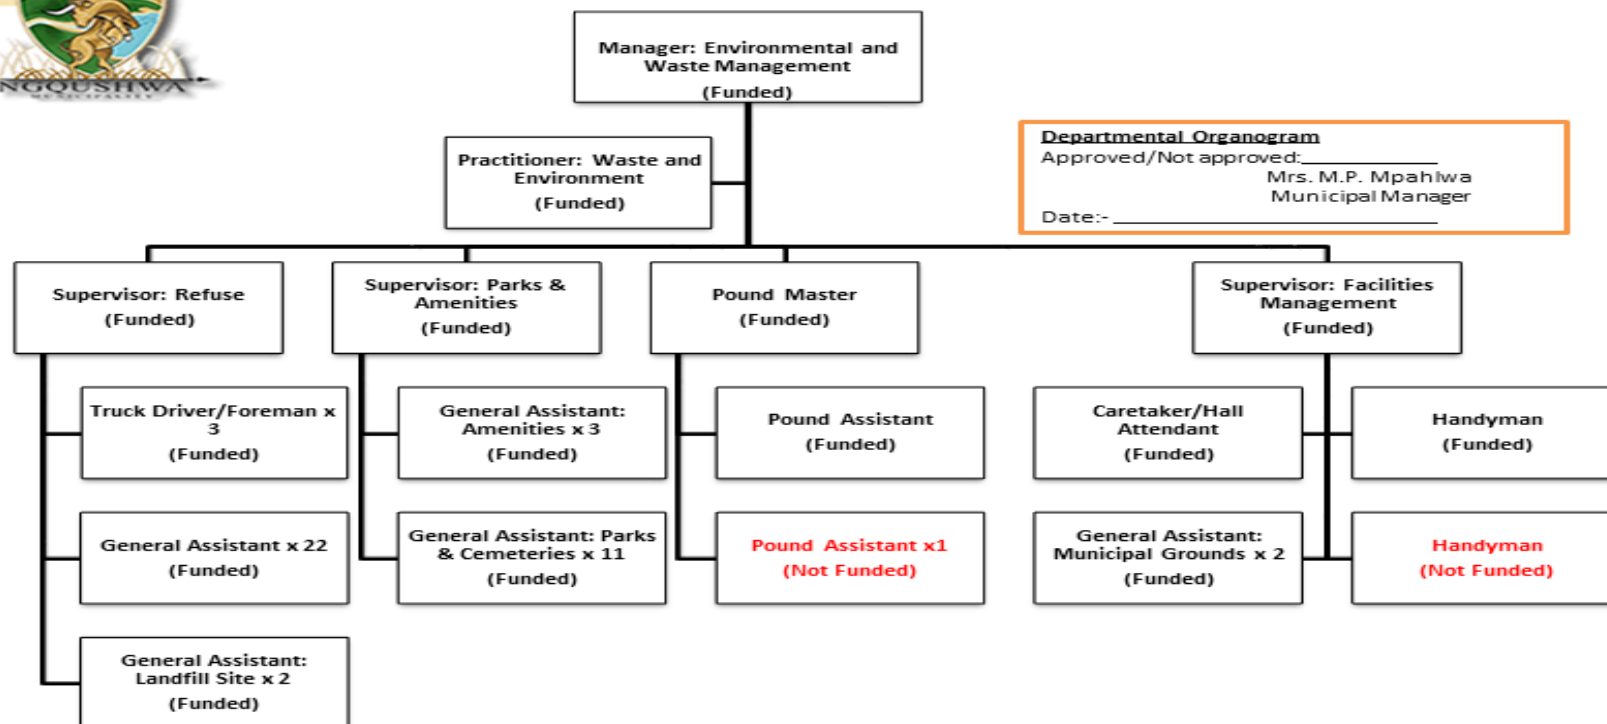 NGQUSHWA
MUNICIPALITY
Manager: Environmental and
Waste Management
(Funded)
Departmental Organogram
Approved/Not approved:___________
Mrs. M.P. Mpahlwa
Municipal Manager
Date:- __________________________
Practitioner: Waste and
Environment
(Funded)
Supervisor: Refuse
(Funded)
Supervisor: Parks &
Amenities
(Funded)
Pound Master
(Funded)
Supervisor: Facilities
Management
(Funded)
Truck Driver/Foreman x
3
(Funded)
General Assistant:
Amenities x 3
(Funded)
Pound Assistant
(Funded)
Caretaker/Hall
Attendant
(Funded)
Handyman
(Funded)
General Assistant x 22
(Funded)
General Assistant: Parks
& Cemeteries x 11
(Funded)
Pound Assistant x1
(Not Funded)
General Assistant:
Municipal Grounds x 2
(Funded)
Handyman
(Not Funded)
General Assistant:
Landfill Site x 2
(Funded)